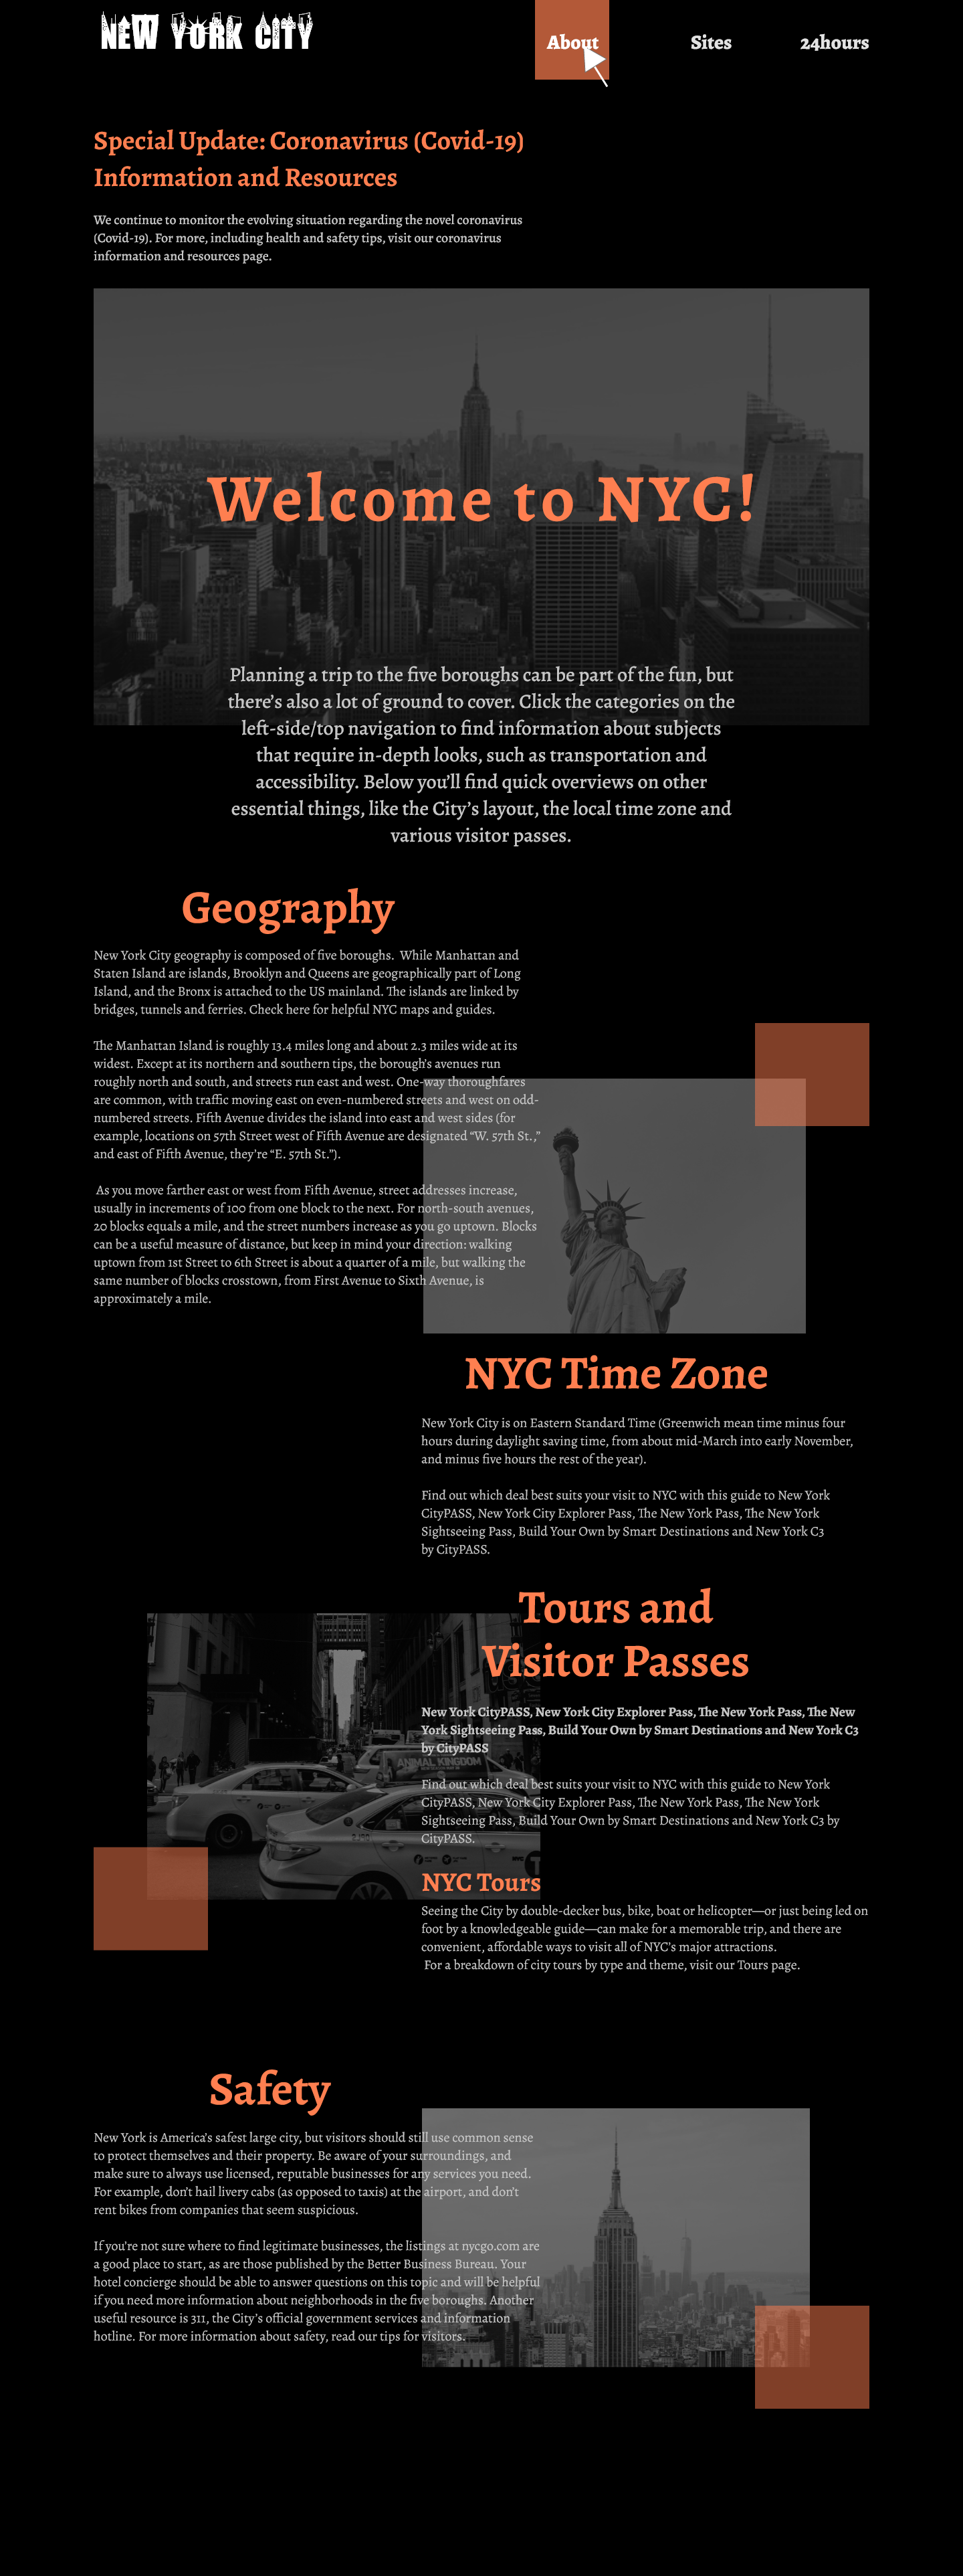 NEW YORK CITY
About
Sites
24hours
Special Update: Coronavirus (Covid-19)
Information and Resources
We continue to monitor the evolving situation regarding the novel coronavirus
(Covid-19). For more, including health and safety tips, visit our coronavirus
information and resources page.
Welcome to NYC!
Planning a trip to the five boroughs can be part of the fun, but
there’s also a lot of ground to cover. Click the categories on the
left-side/top navigation to find information about subjects
that require in-depth looks, such as transportation and
accessibility. Below you’ll find quick overviews on other
essential things, like the City’s layout, the local time zone and
various visitor passes.
Geography
New York City geography is composed of five boroughs.  While Manhattan and
Staten Island are islands, Brooklyn and Queens are geographically part of Long
Island, and the Bronx is attached to the US mainland. The islands are linked by
bridges, tunnels and ferries. Check here for helpful NYC maps and guides.
The Manhattan Island is roughly 13.4 miles long and about 2.3 miles wide at its
widest. Except at its northern and southern tips, the borough's avenues run
roughly north and south, and streets run east and west. One-way thoroughfares
are common, with traffic moving east on even-numbered streets and west on odd-
numbered streets. Fifth Avenue divides the island into east and west sides (for
example, locations on 57th Street west of Fifth Avenue are designated “W. 57th St.,”
and east of Fifth Avenue, they're “E. 57th St.”).
As you move farther east or west from Fifth Avenue, street addresses increase,
usually in increments of 100 from one block to the next. For north-south avenues,
20 blocks equals a mile, and the street numbers increase as you go uptown. Blocks
can be a useful measure of distance, but keep in mind your direction: walking
uptown from 1st Street to 6th Street is about a quarter of a mile, but walking the
same number of blocks crosstown, from First Avenue to Sixth Avenue, is
approximately a mile.
NYC Time Zone
New York City is on Eastern Standard Time (Greenwich mean time minus four
hours during daylight saving time, from about mid-March into early November,
and minus five hours the rest of the year).
Find out which deal best suits your visit to NYC with this guide to New York
CityPASS, New York City Explorer Pass, The New York Pass, The New York
Sightseeing Pass, Build Your Own by Smart Destinations and New York C3
by CityPASS.
Tours and
Visitor Passes
New York CityPASS, New York City Explorer Pass, The New York Pass, The New
York Sightseeing Pass, Build Your Own by Smart Destinations and New York C3
by CityPASS
ANIMAL KINGDOM
Find out which deal best suits your visit to NYC with this guide to New York
CityPASS, New York City Explorer Pass, The New York Pass, The New York
Sightseeing Pass, Build Your Own by Smart Destinations and New York C3 by
CityPASS.
NYC Tours
Seeing the City by double-decker bus, bike, boat or helicopter—or just being led on
foot by a knowledgeable guide—can make for a memorable trip, and there are
convenient, affordable ways to visit all of NYC's major attractions.
For a breakdown of city tours by type and theme, visit our Tours page.
Safety
New York is America's safest large city, but visitors should still use common sense
to protect themselves and their property. Be aware of your surroundings, and
make sure to always use licensed, reputable businesses for any services you need.
For example, don't hail livery cabs (as opposed to taxis) at the airport, and don't
rent bikes from companies that seem suspicious.
If you're not sure where to find legitimate businesses, the listings at nycgo.com are
a good place to start, as are those published by the Better Business Bureau. Your
hotel concierge should be able to answer questions on this topic and will be helpful
if you need more information about neighborhoods in the five boroughs. Another
useful resource is 311, the City’s official government services and information
hotline. For more information about safety, read our tips for visitors.